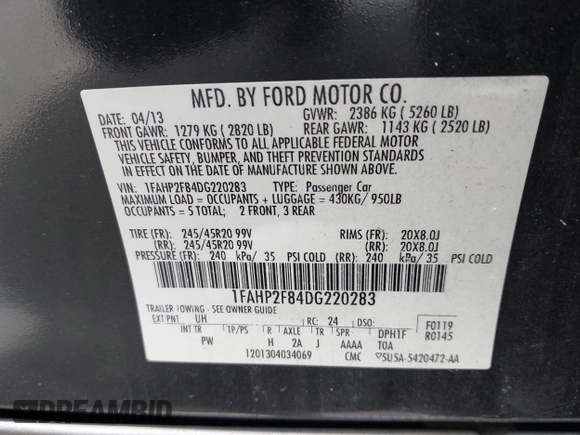 MFD. BY FORD MOTOR CO.
DATE: 04/13 GVWR: 2386 KG ( 5260 LB)
FRONT GAWR: 1279 KG ( 2820 LB) REAR GAWR: 1143 KG ( 2520 LB)
THIS VEHICLE CONFORMS TO ALL APPLICABLE FEDERAL MOTOR
VEHICLE SAFETY, BUMPER, AND THEFT PREVENTION STANDARDS IN
EFFECT ON THE DATE OF MANUFACTURE SHOWN ABOVE.
VIN: 1FAHP2F84DG220283 TYPE: Passenger Car
MAXIMUM LOAD = OCCUPANTS + LUGGAGE = 430KG/ 950LB
OCCUPANTS = 5 TOTAL; 2 FRONT, 3 REAR
TIRE (FR): 245/45R20 99V RIMS (FR): 20X8.0J
(RR): 245/45R20 99V (RR): 20X8.0J
PRESSURE (FR): 240 kPa/ 35 PSI COLD (RR): 240 kPa/ 35 PSI COLD
1FAHP2F84DG220283
TRAILER TOWING - SEE OWNER GUIDE
EXT PNT: UH RC: 24 DSO: F0119
INT TR TP/PS R AXLE TR SPR DPH1F R0145
PW H 2A J AAAA TOA
1201304034069 CMC 5U5A-5420472-AA
DREAMBID